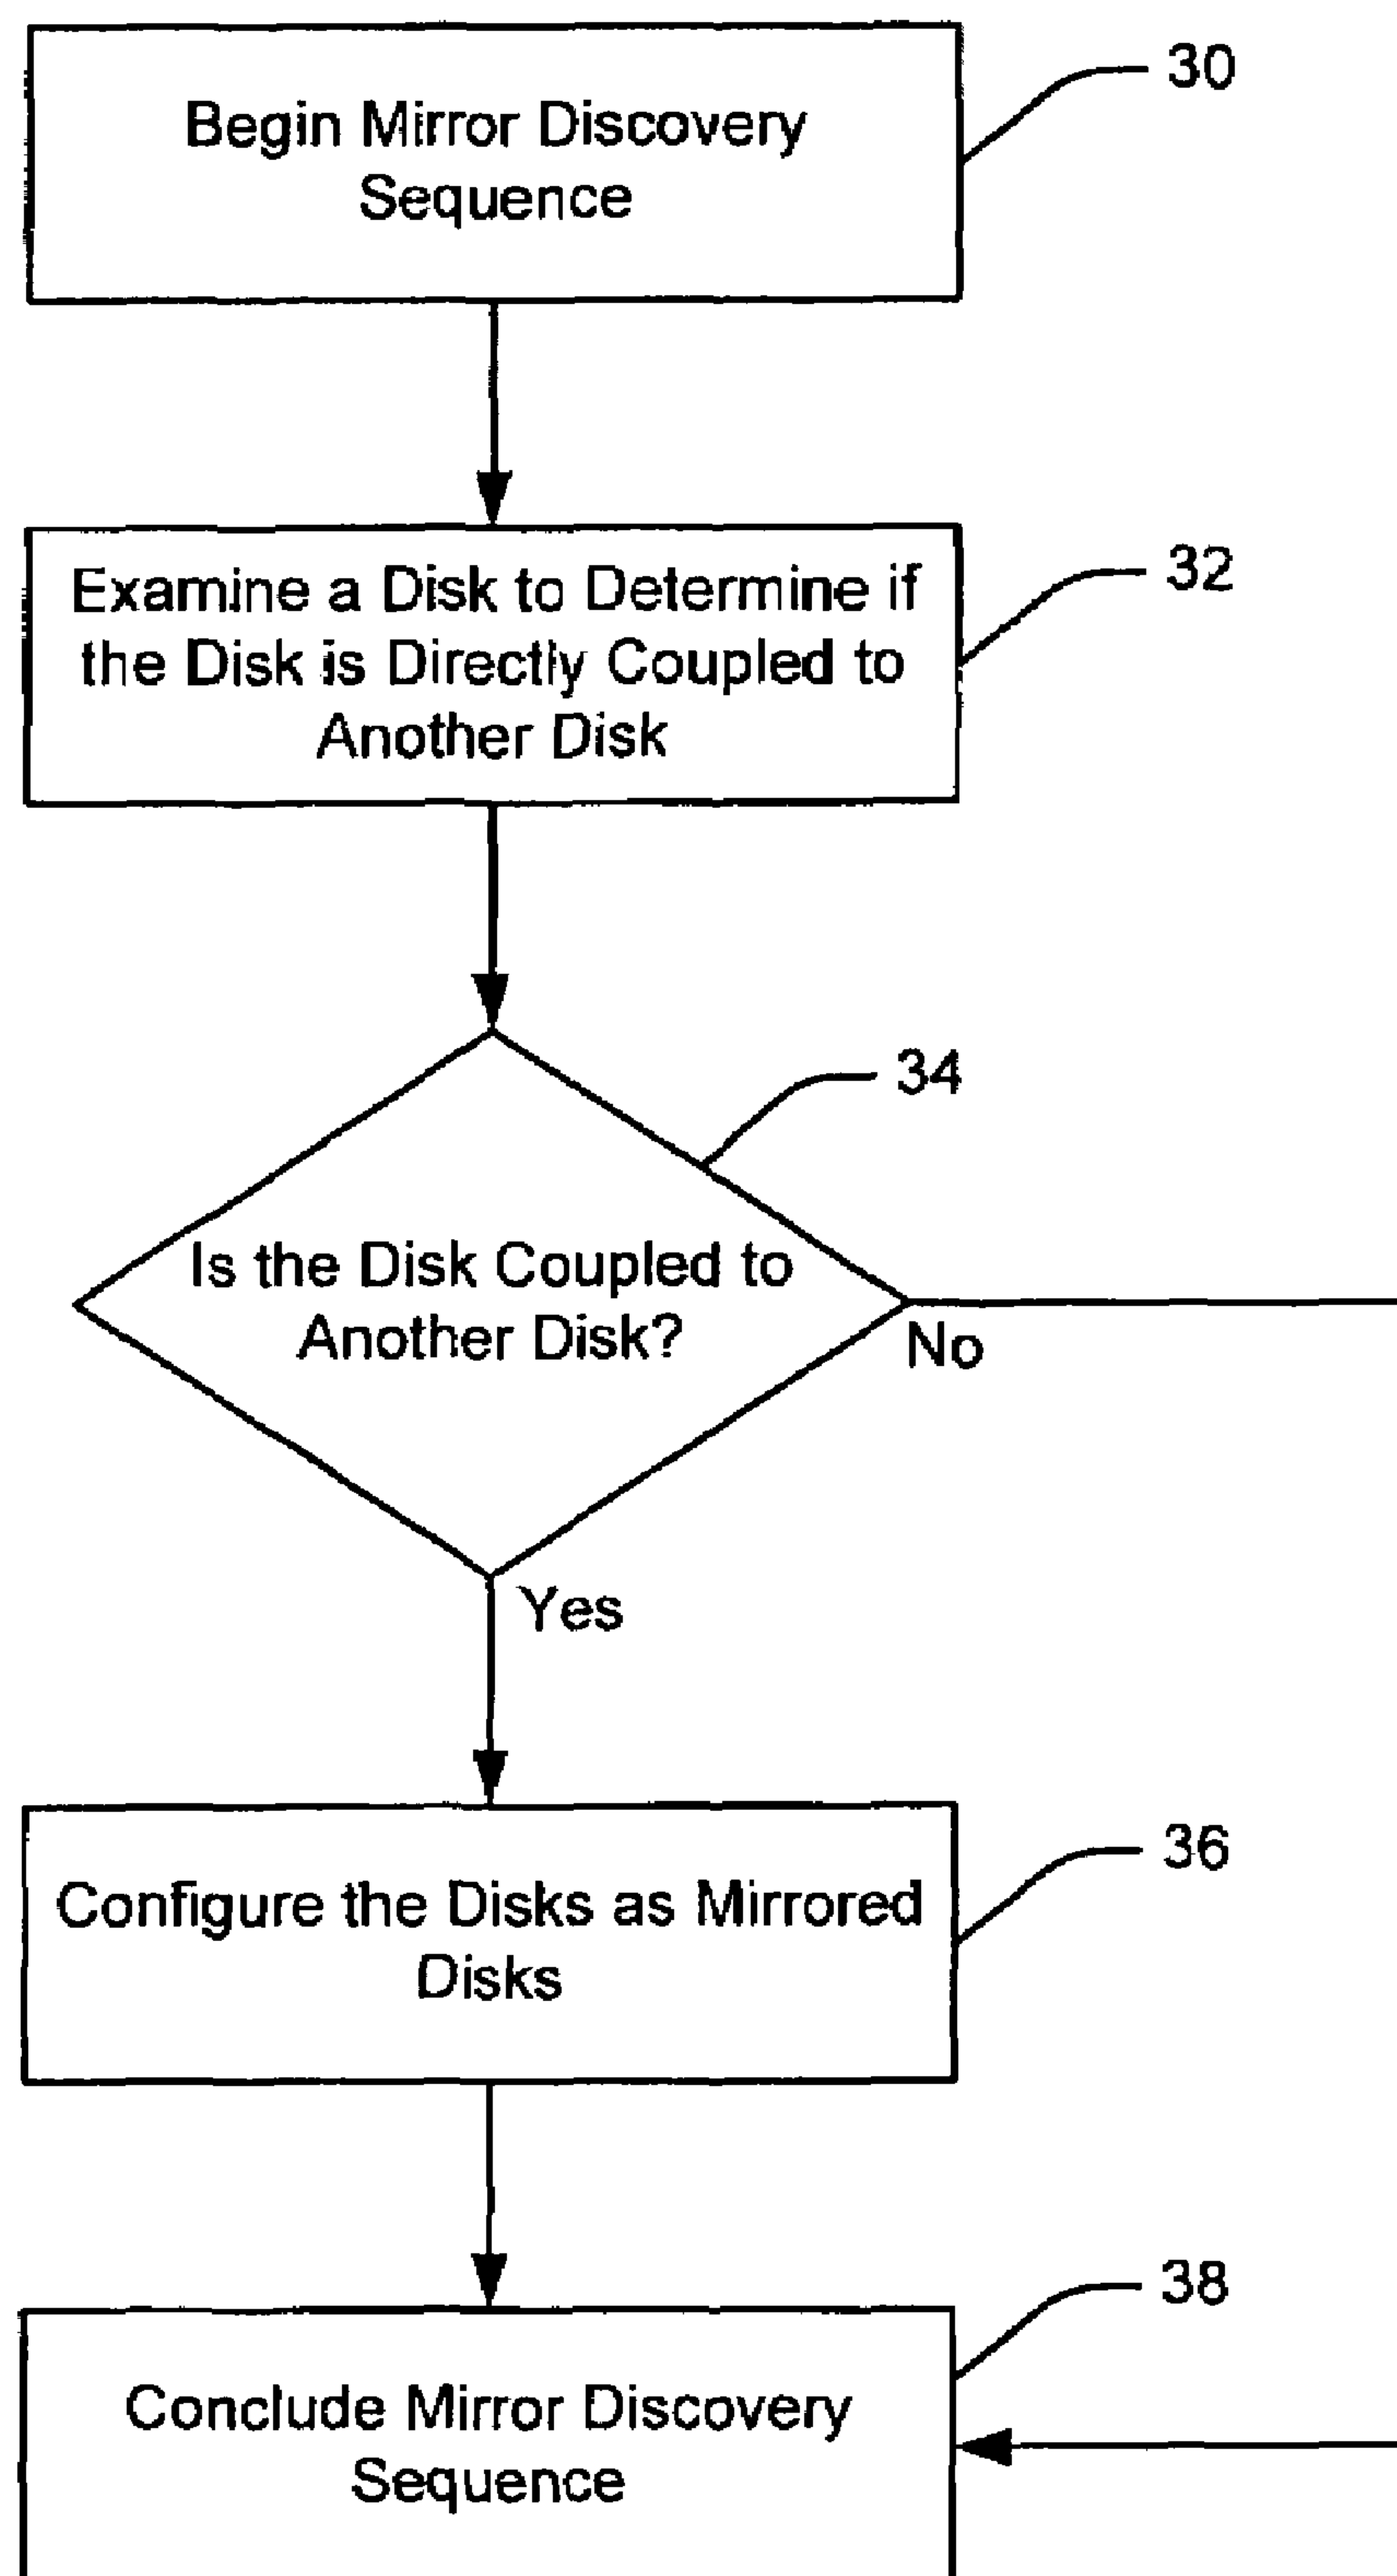 Begin Mirror Discovery
Sequence
30
Examine a Disk to Determine if
the Disk is Directly Coupled to
Another Disk
32
34
Is the Disk Coupled to
Another Disk?
No
Yes
Configure the Disks as Mirrored
Disks
36
38
Conclude Mirror Discovery
Sequence